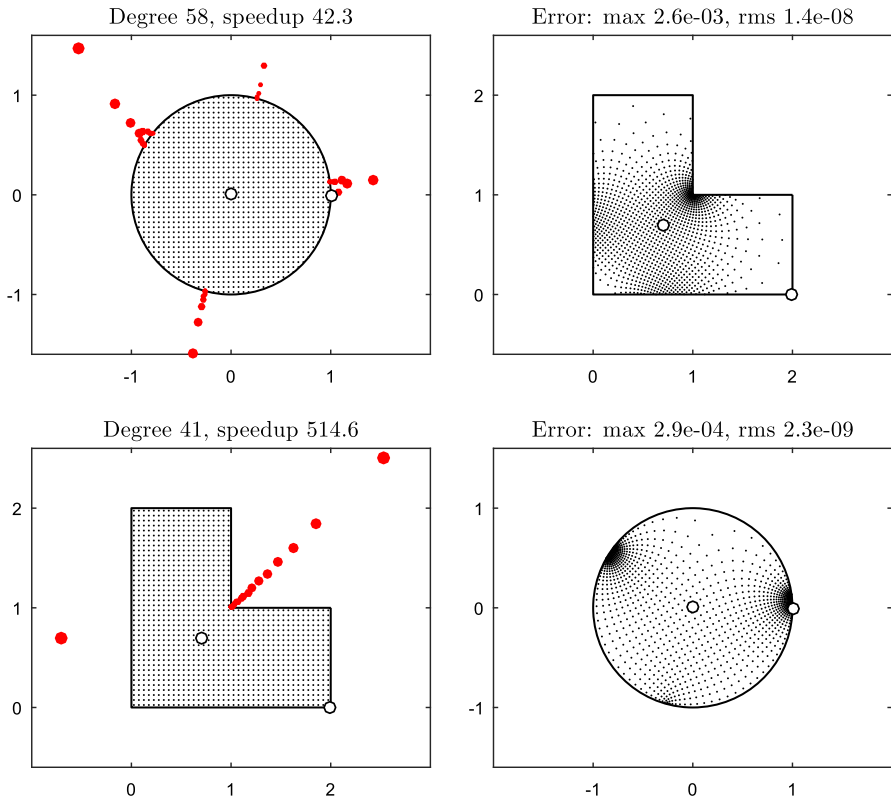 Degree 58, speedup 42.3
1
0
-1
-1 0 1
Error: max 2.6e-03, rms 1.4e-08
2
1
0
0 1 2
Degree 41, speedup 514.6
2
1
0
0 1 2
Error: max 2.9e-04, rms 2.3e-09
1
0
-1
-1 0 1